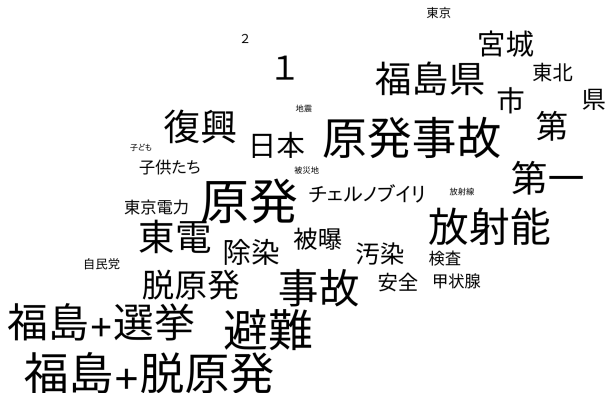 東京
2
宮城
1
福島県
東北
市
県
地震
復興
日本
原発事故
第
子ども
子供たち
被災地
第一
東京電力
原発
チェルノブイリ
放射線
東電
除染
被曝
汚染
放射能
検査
自民党
脱原発
事故
安全
甲状腺
福島+選挙
避難
福島+脱原発